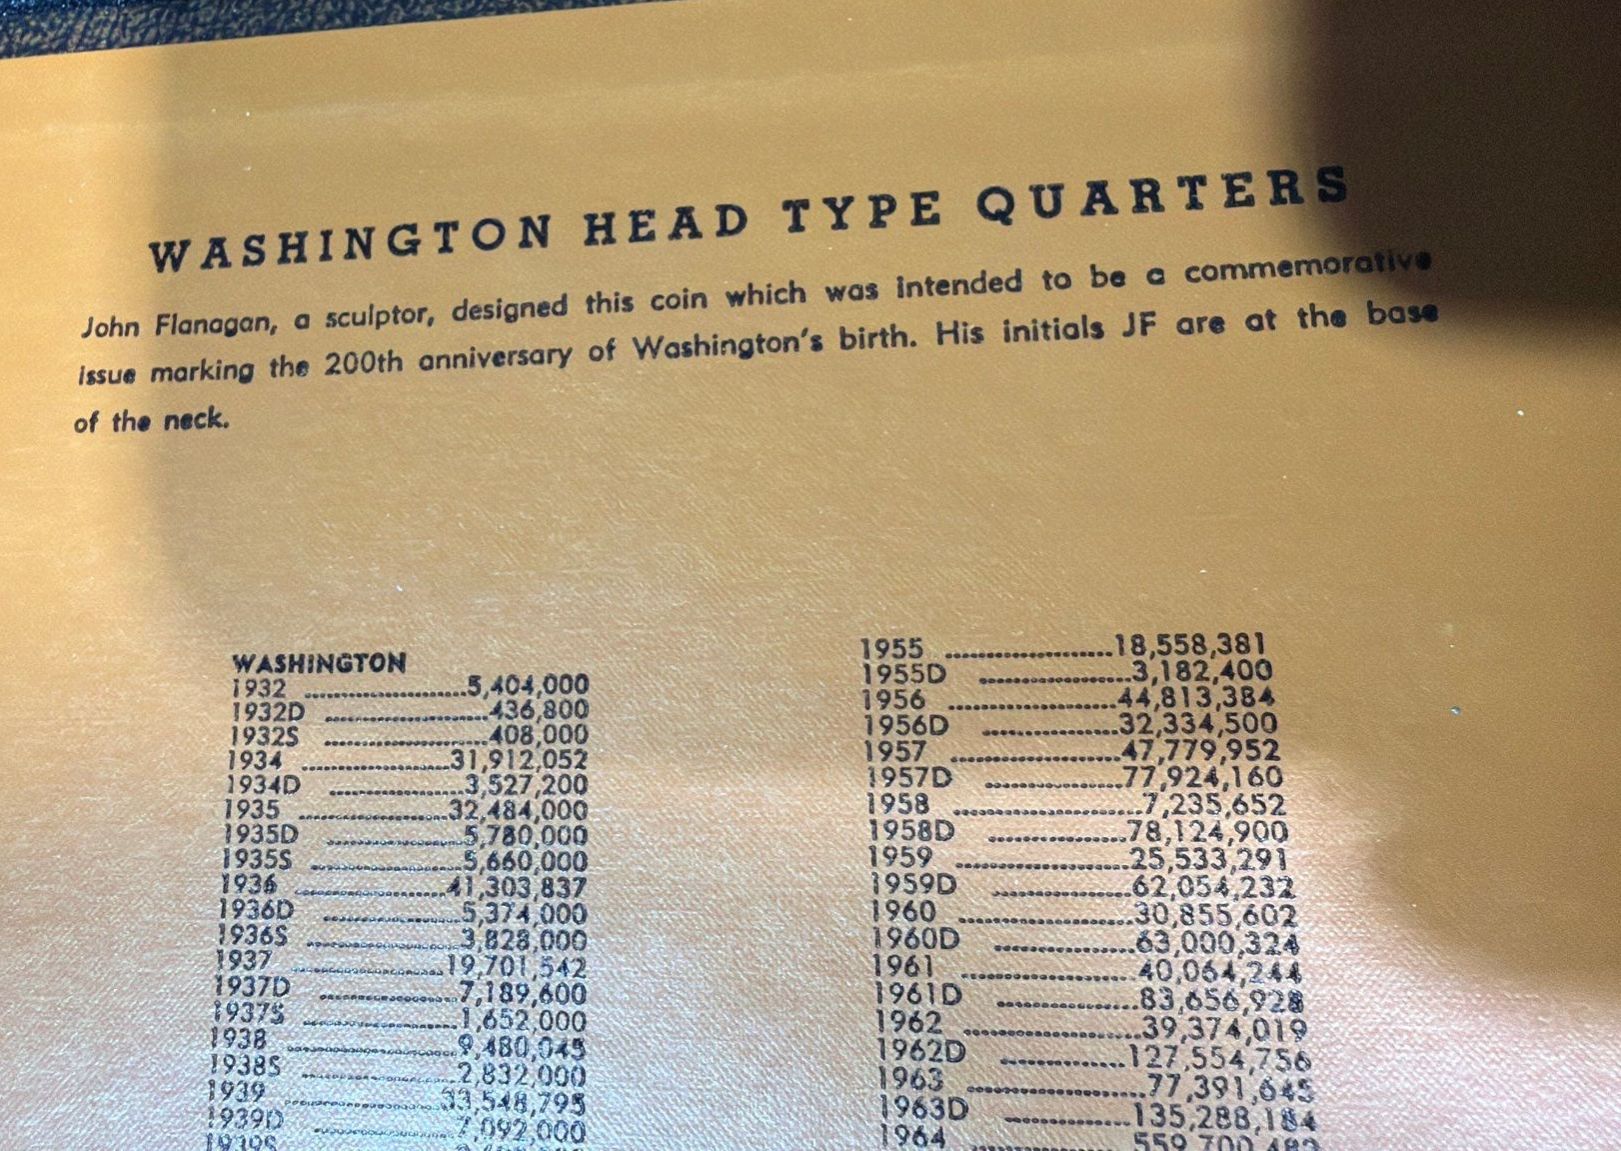 WASHINGTON HEAD TYPE QUARTERS
John Flanagan, a sculptor, designed this coin which was intended to be a commemorative
issue marking the 200th anniversary of Washington's birth. His initials JF are at the base
of the neck.
WASHINGTON
1932 ........................5,404,000
1932D ........................436,800
1932S ........................408,000
1934 ......................31,912,052
1934D ....................3,527,200
1935 ......................32,484,000
1935D ....................5,780,000
1935S ......................5,660,000
1936 ......................41,303,837
1936D ....................5,374,000
1936S ......................3,828,000
1937 ......................19,701,542
1937D ....................7,189,600
1937S ......................1,652,000
1938 ........................9,480,045
1938S ......................2,832,000
1939 ......................33,548,795
1939D ....................7,092,000
1939S
1955 ........................18,558,381
1955D ......................3,182,400
1956 ........................44,813,384
1956D ....................32,334,500
1957 ........................47,779,952
1957D ....................77,924,160
1958 ..........................7,235,652
1958D ....................78,124,900
1959 ........................25,533,291
1959D ....................62,054,232
1960 ........................30,855,602
1960D ....................63,000,324
1961 ........................40,064,244
1961D ....................83,656,928
1962 ........................39,374,019
1962D ..................127,554,756
1963 ........................77,391,645
1963D ..................135,288,184
1964 ......................559,700,482